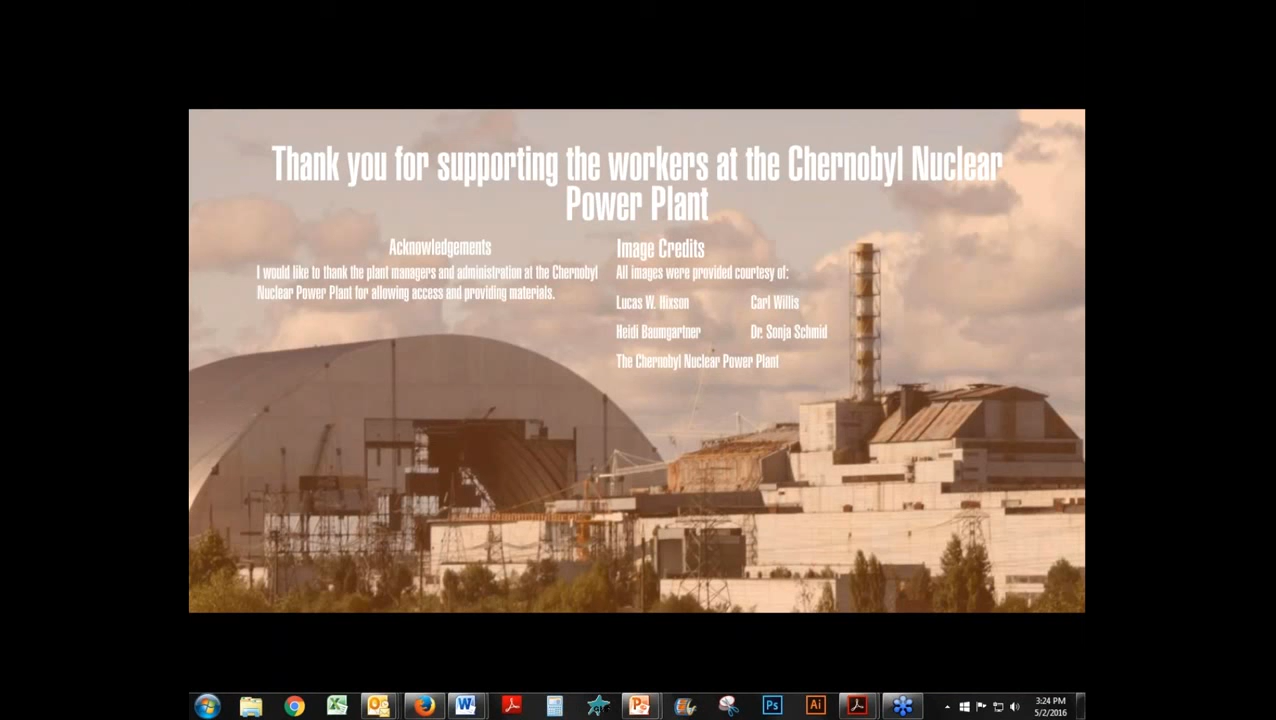 Thank you for supporting the workers at the Chernobyl Nuclear
Power Plant
Acknowledgements
I would like to thank the plant managers and administration at the Chernobyl
Nuclear Power Plant for allowing access and providing materials.
Image Credits
All images were provided courtesy of:
Lucas W. Hixson
Carl Willis
Heidi Baumgartner
Dr. Sonja Schmid
The Chernobyl Nuclear Power Plant
Ps
Ai
3:24 PM
5/2/2016